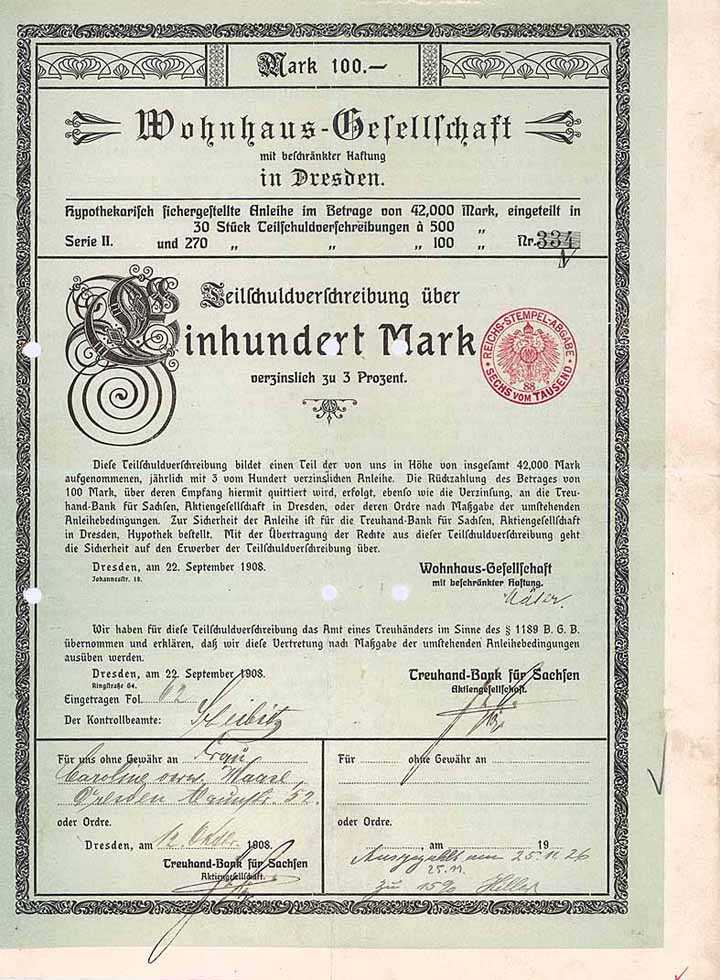 Mark 100.—
Wohnhaus-Gesellschaft
mit beschränkter Haftung
in Dresden.
Hypothekarisch sichergestellte Anleihe im Betrage von 42,000 Mark, eingeteilt in
30 Stück Teilschuldverschreibungen à 500 „
Serie II. und 270 „ „ „ 100 „ Nr. 334
Teilschuldverschreibung über
Einhundert Mark
verzinslich zu 3 Prozent.
REICHS-STEMPEL-ABGABE
88
SECHS VOM TAUSEND
Diese Teilschuldverschreibung bildet einen Teil der von uns in Höhe von insgesamt 42,000 Mark
aufgenommenen, jährlich mit 3 vom Hundert verzinslichen Anleihe. Die Rückzahlung des Betrages von
100 Mark, über deren Empfang hiermit quittiert wird, erfolgt, ebenso wie die Verzinsung, an die Treu-
hand-Bank für Sachsen, Aktiengesellschaft in Dresden, oder deren Ordre nach Maßgabe der umstehenden
Anleihebedingungen. Zur Sicherheit der Anleihe ist für die Treuhand-Bank für Sachsen, Aktiengesellschaft
in Dresden, Hypothek bestellt. Mit der Übertragung der Rechte aus dieser Teilschuldverschreibung geht
die Sicherheit auf den Erwerber der Teilschuldverschreibung über.
Dresden, am 22. September 1908. Wohnhaus-Gesellschaft
Johannesstr. 18. mit beschränkter Haftung.
Wir haben für diese Teilschuldverschreibung das Amt eines Treuhänders im Sinne des § 1189 B. G. B.
übernommen und erklären, daß wir diese Vertretung nach Maßgabe der umstehenden Anleihebedingungen
ausüben werden.
Dresden, am 22. September 1908. Treuhand-Bank für Sachsen
Ringstraße 64. Aktiengesellschaft.
Eingetragen Fol. 62
Der Kontrollbeamte:
Für uns ohne Gewähr an Frau
Caroline verw.
Dresden 52.
oder Ordre.
Dresden, am 12. Oktbr. 1908.
Treuhand-Bank für Sachsen
Aktiengesellschaft.
Für ohne Gewähr an
oder Ordre.
, am 19
Ausgezahlt am 25.11.26
25.11.
zu 15%